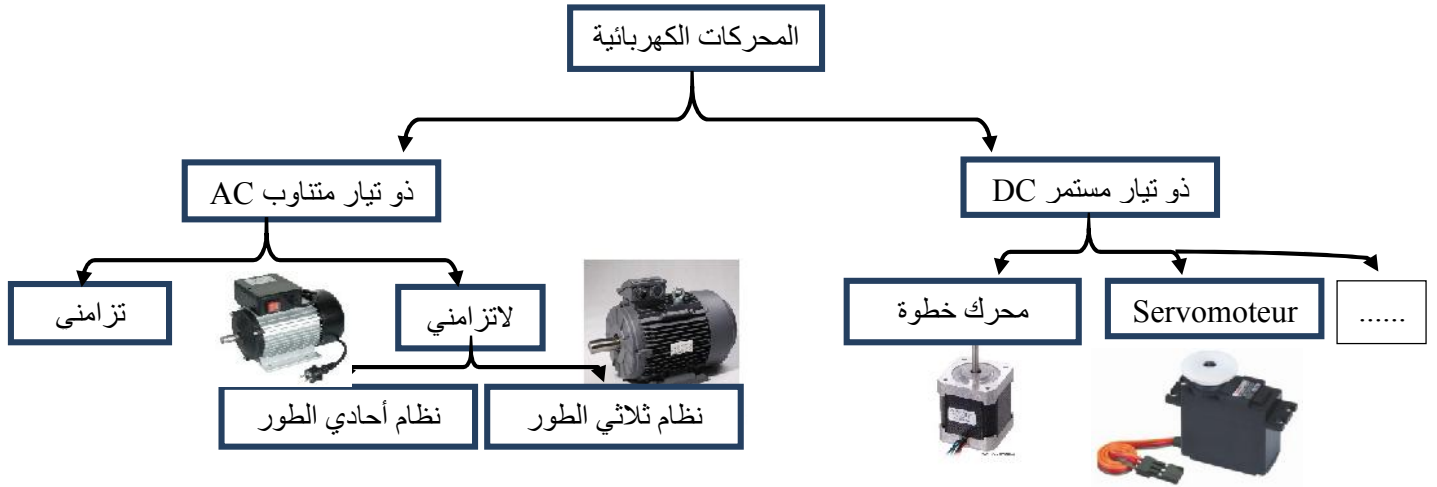 المحركات الكهربائية
ذو تيار مستمر DC
ذو تيار متناوب AC
......
Servomoteur
محرك خطوة
لاتزامني
تزامنى
نظام ثلاثي الطور
نظام أحادي الطور